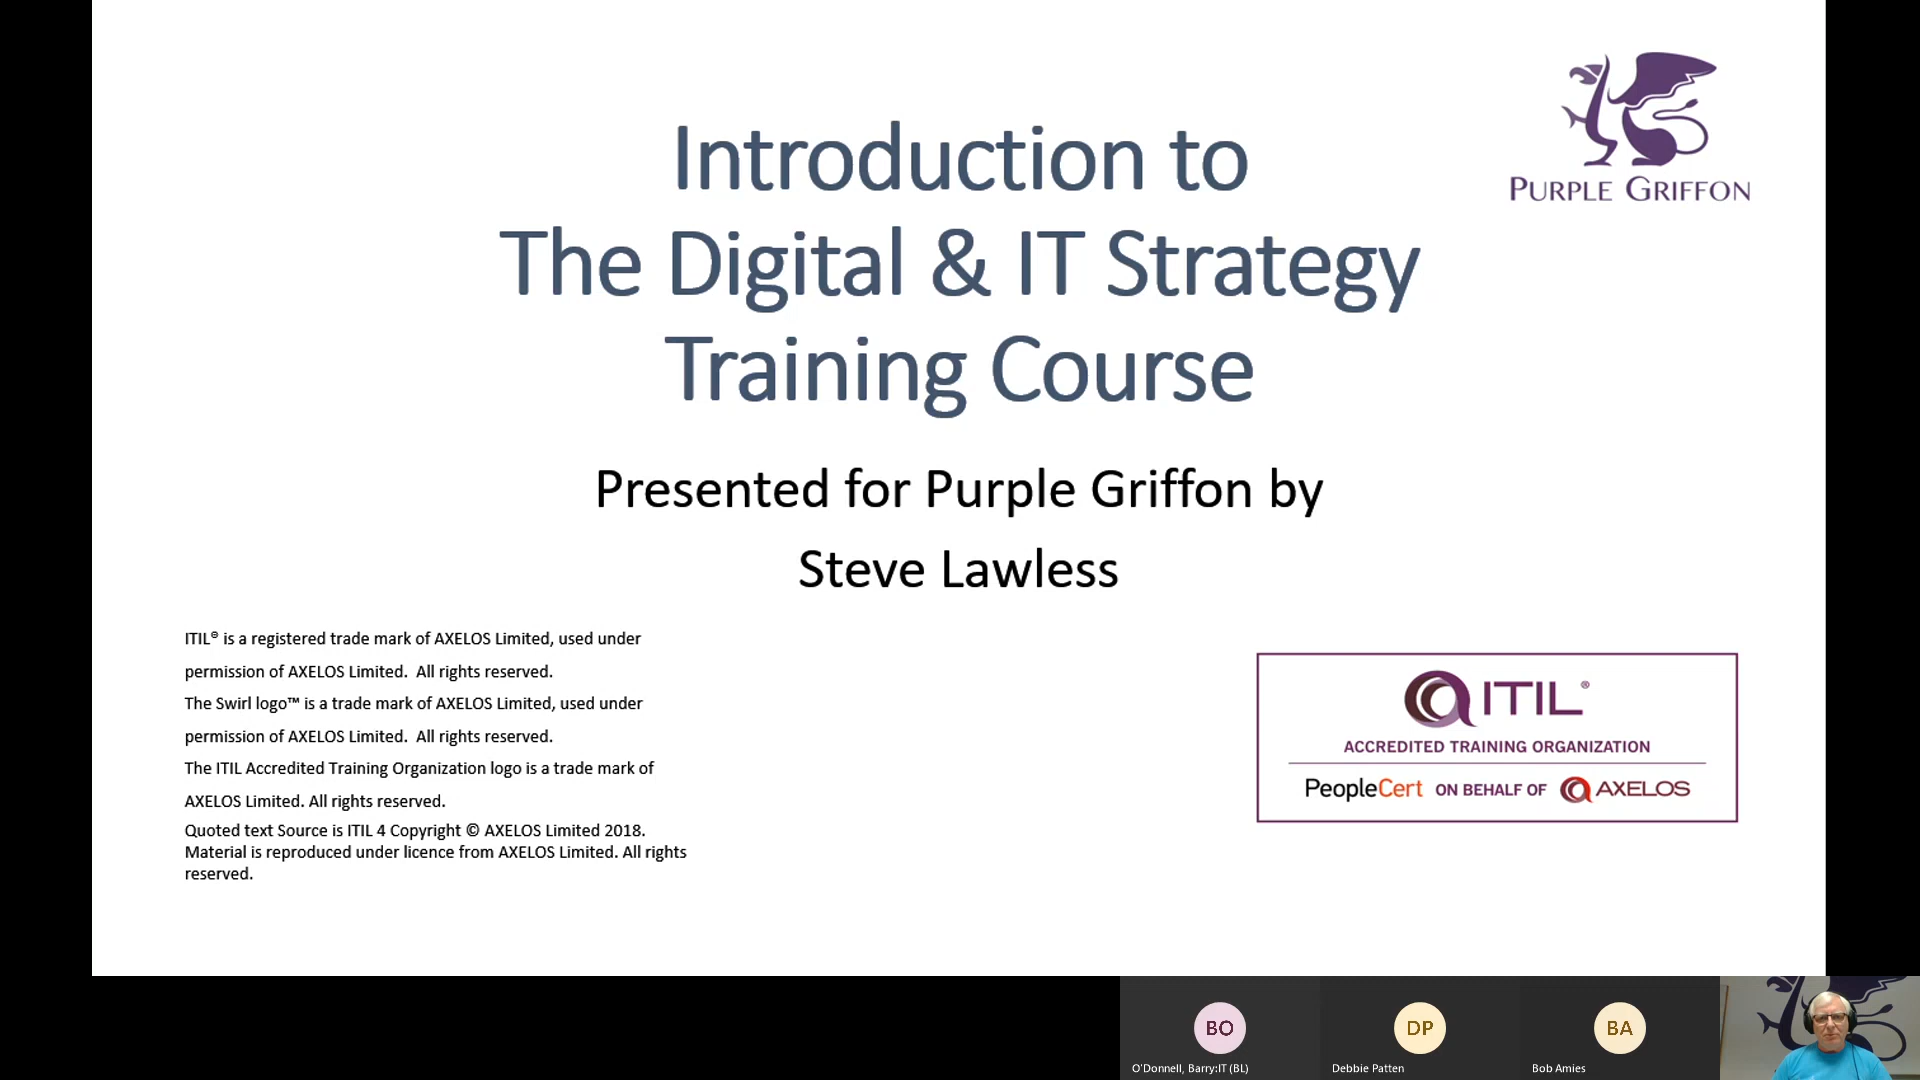 PURPLE GRIFFON
Introduction to
The Digital & IT Strategy
Training Course
Presented for Purple Griffon by
Steve Lawless
ITIL® is a registered trade mark of AXELOS Limited, used under
permission of AXELOS Limited.  All rights reserved.
The Swirl logo™ is a trade mark of AXELOS Limited, used under
permission of AXELOS Limited.  All rights reserved.
The ITIL Accredited Training Organization logo is a trade mark of
AXELOS Limited. All rights reserved.
Quoted text Source is ITIL 4 Copyright © AXELOS Limited 2018.
Material is reproduced under licence from AXELOS Limited. All rights
reserved.
ITIL®
ACCREDITED TRAINING ORGANIZATION
PeopleCert ON BEHALF OF AXELOS
BO
DP
BA
O'Donnell, Barry:IT (BL)
Debbie Patten
Bob Amies